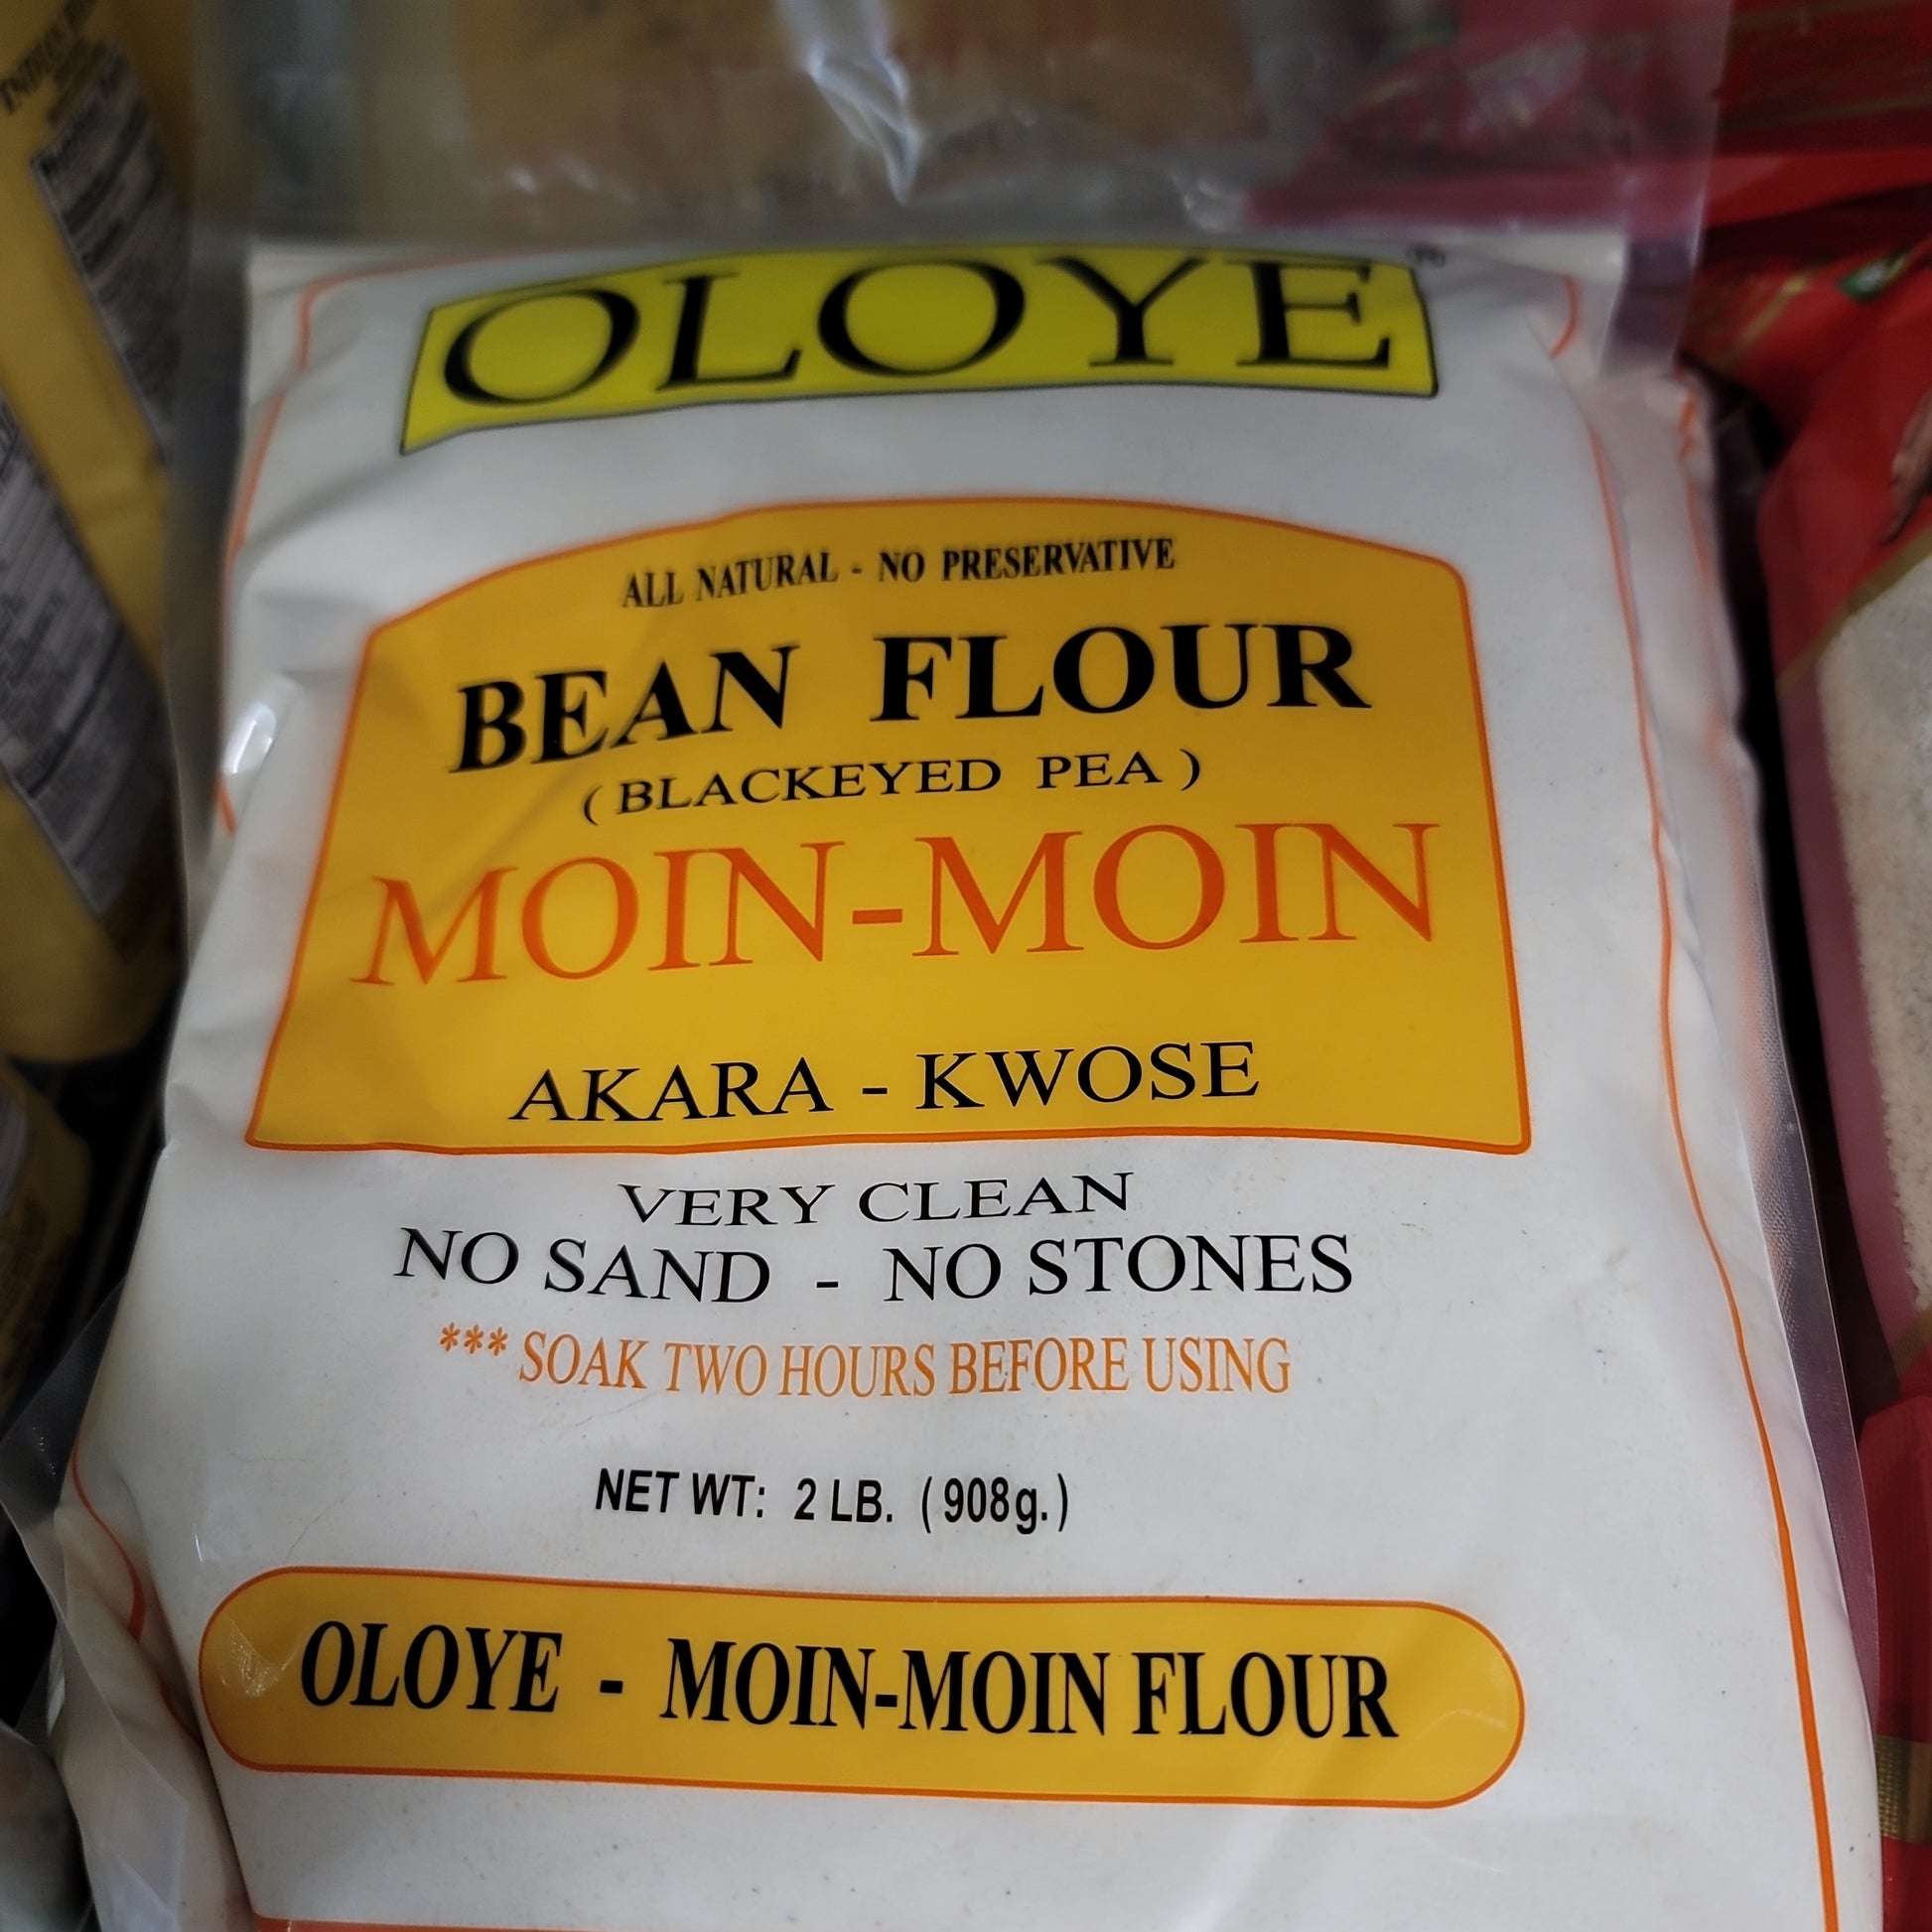 OLOYE®
ALL NATURAL - NO PRESERVATIVE
BEAN FLOUR
( BLACKEYED PEA )
MOIN-MOIN
AKARA - KWOSE
VERY CLEAN
NO SAND - NO STONES
*** SOAK TWO HOURS BEFORE USING
NET WT: 2 LB. ( 908g. )
OLOYE - MOIN-MOIN FLOUR